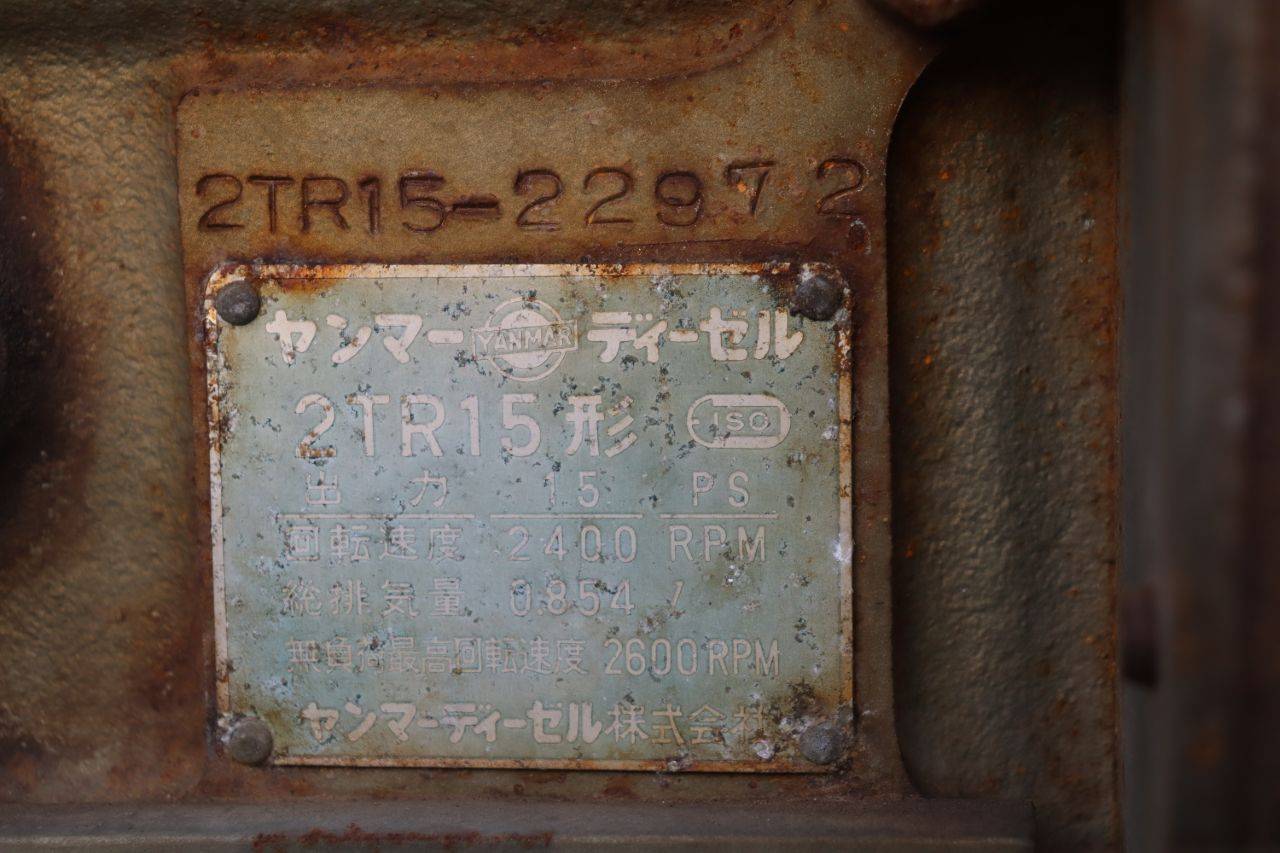 2TR15-22972
ヤンマー YANMAR ディーゼル
2TR15形 ISO
出力 15 PS
回転速度 2400 RPM
総排気量 0.854 l
無負荷最高回転速度 2600RPM
ヤンマーディーゼル株式会社